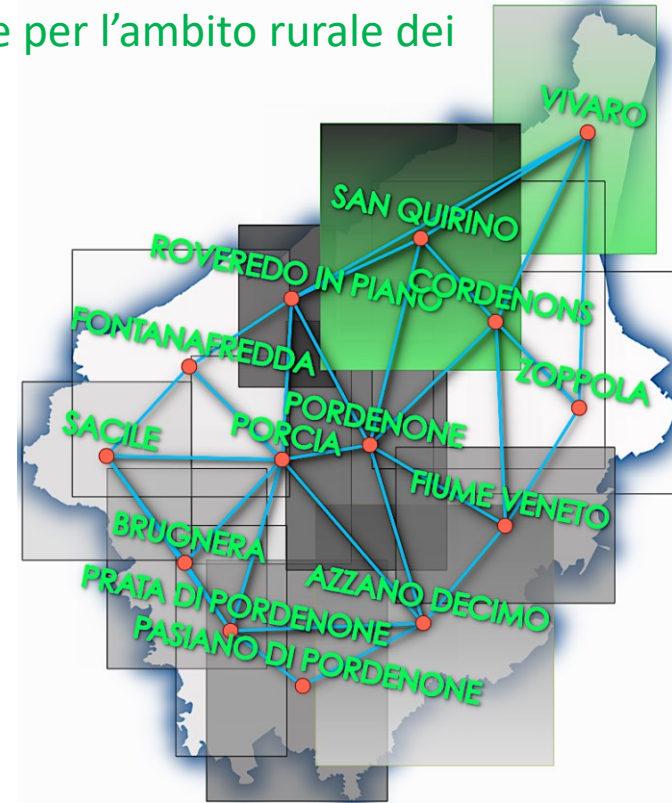 e per l’ambito rurale dei
VIVARO
SAN QUIRINO
ROVEREDO IN PIANO
CORDENONS
FONTANAFREDDA
ZOPPOLA
PORDENONE
SACILE
PORCIA
FIUME VENETO
BRUGNERA
AZZANO DECIMO
PRATA DI PORDENONE
PASIANO DI PORDENONE